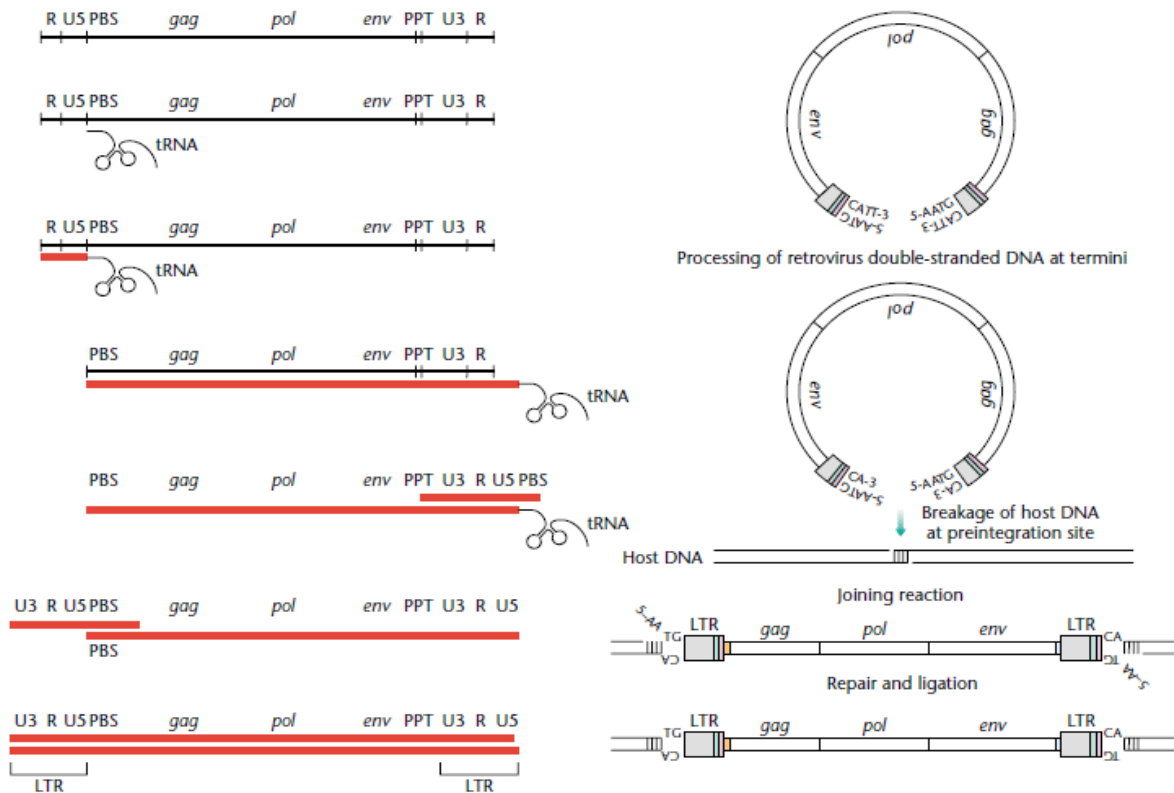 R U5 PBS gag pol env PPT U3 R
R U5 PBS gag pol env PPT U3 R
tRNA
R U5 PBS gag pol env PPT U3 R
tRNA
PBS gag pol env PPT U3 R
tRNA
PBS gag pol env PPT U3 R U5 PBS
tRNA
U3 R U5 PBS gag pol env PPT U3 R U5
PBS
U3 R U5 PBS gag pol env PPT U3 R U5
LTR LTR
pol
env gag
CATT-3 5-AATG
5-AATG CATT-3
Processing of retrovirus double-stranded DNA at termini
pol
env gag
CA-3 5-AATG
5-AATG CA-3
Breakage of host DNA
at preintegration site
Host DNA
Joining reaction
5-AA TG LTR gag pol env LTR CA
CA TG
5-AA
Repair and ligation
TG LTR gag pol env LTR CA
CA TG